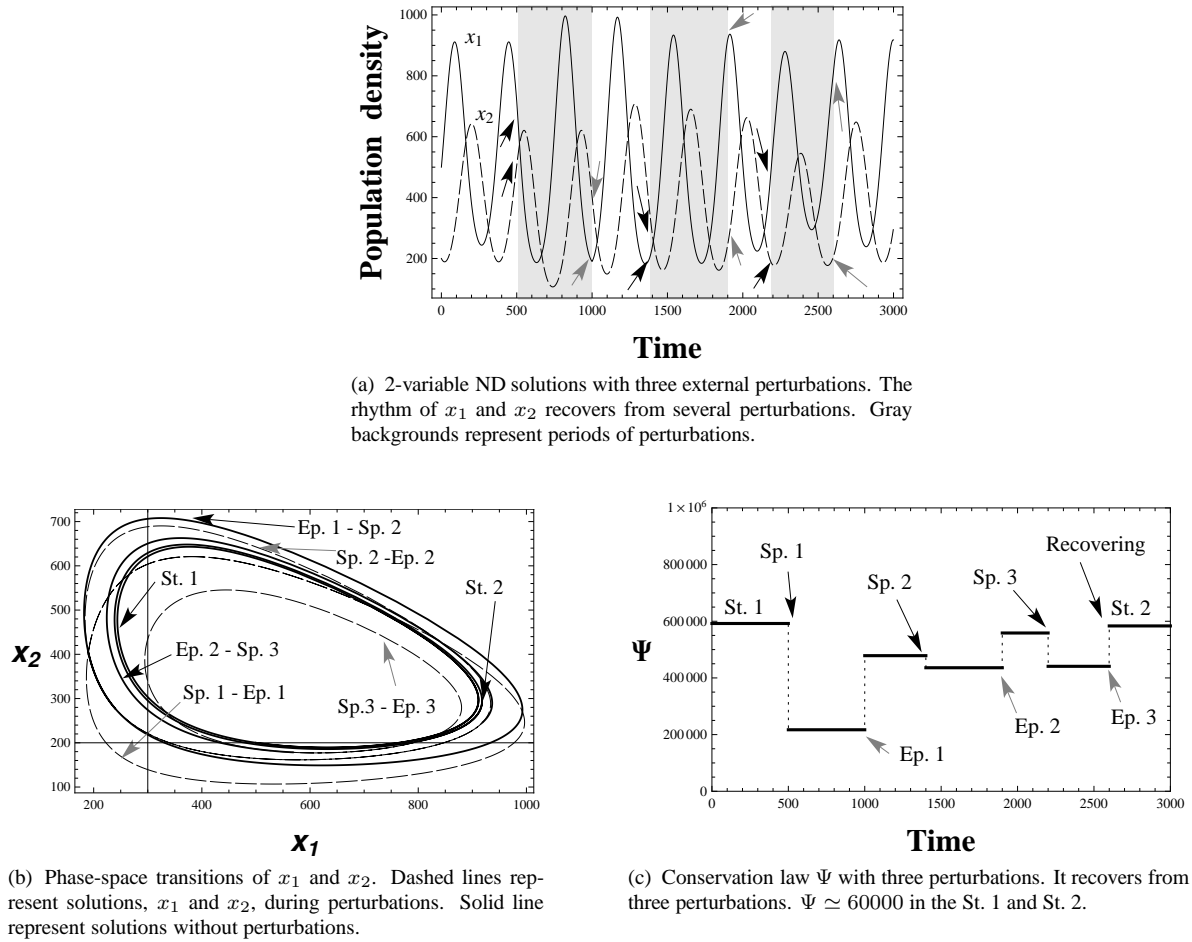 1000
800
600
400
200
Population density
x1
x2
0 500 1000 1500 2000 2500 3000
Time
(a) 2-variable ND solutions with three external perturbations. The
rhythm of x1 and x2 recovers from several perturbations. Gray
backgrounds represent periods of perturbations.
700
600
500
400
300
200
100
x2
Ep. 1 - Sp. 2
Sp. 2 -Ep. 2
St. 1
St. 2
Ep. 2 - Sp. 3
Sp. 1 - Ep. 1
Sp.3 - Ep. 3
200 400 600 800 1000
x1
(b) Phase-space transitions of x1 and x2. Dashed lines rep-
resent solutions, x1 and x2, during perturbations. Solid line
represent solutions without perturbations.
1×10^6
800 000
600 000
400 000
200 000
0
Ψ
St. 1
Sp. 1
Sp. 2
Sp. 3
Recovering
St. 2
Ep. 1
Ep. 2
Ep. 3
0 500 1000 1500 2000 2500 3000
Time
(c) Conservation law Ψ with three perturbations. It recovers from
three perturbations. Ψ ≃ 60000 in the St. 1 and St. 2.